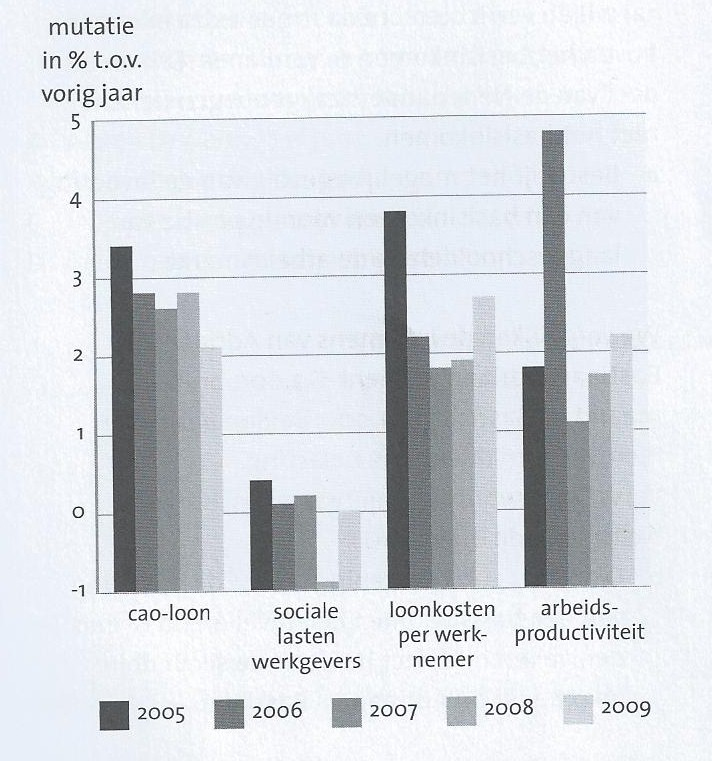 mutatie
in % t.o.v.
vorig jaar
5
4
3
2
1
0
-1
cao-loon
sociale
lasten
werkgevers
loonkosten
per werk-
nemer
arbeids-
productiviteit
2005 2006 2007 2008 2009